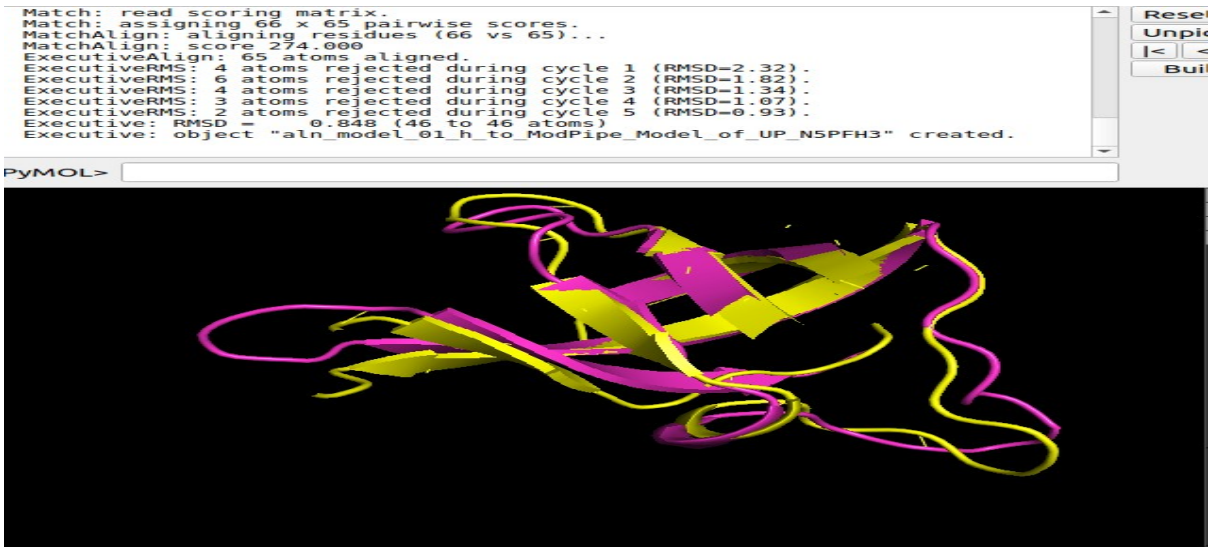 Match: read scoring matrix.
Match: assigning 66 x 65 pairwise scores.
MatchAlign: aligning residues (66 vs 65)...
MatchAlign: score 274.000
ExecutiveAlign: 65 atoms aligned.
ExecutiveRMS: 4 atoms rejected during cycle 1 (RMSD=2.32).
ExecutiveRMS: 6 atoms rejected during cycle 2 (RMSD=1.82).
ExecutiveRMS: 4 atoms rejected during cycle 3 (RMSD=1.34).
ExecutiveRMS: 3 atoms rejected during cycle 4 (RMSD=1.07).
ExecutiveRMS: 2 atoms rejected during cycle 5 (RMSD=0.93).
Executive: RMSD =    0.848 (46 to 46 atoms)
Executive: object "aln_model_01_h_to_ModPipe_Model_of_UP_N5PFH3" created.
Rese
Unpi
|< <
Buil
PyMOL>